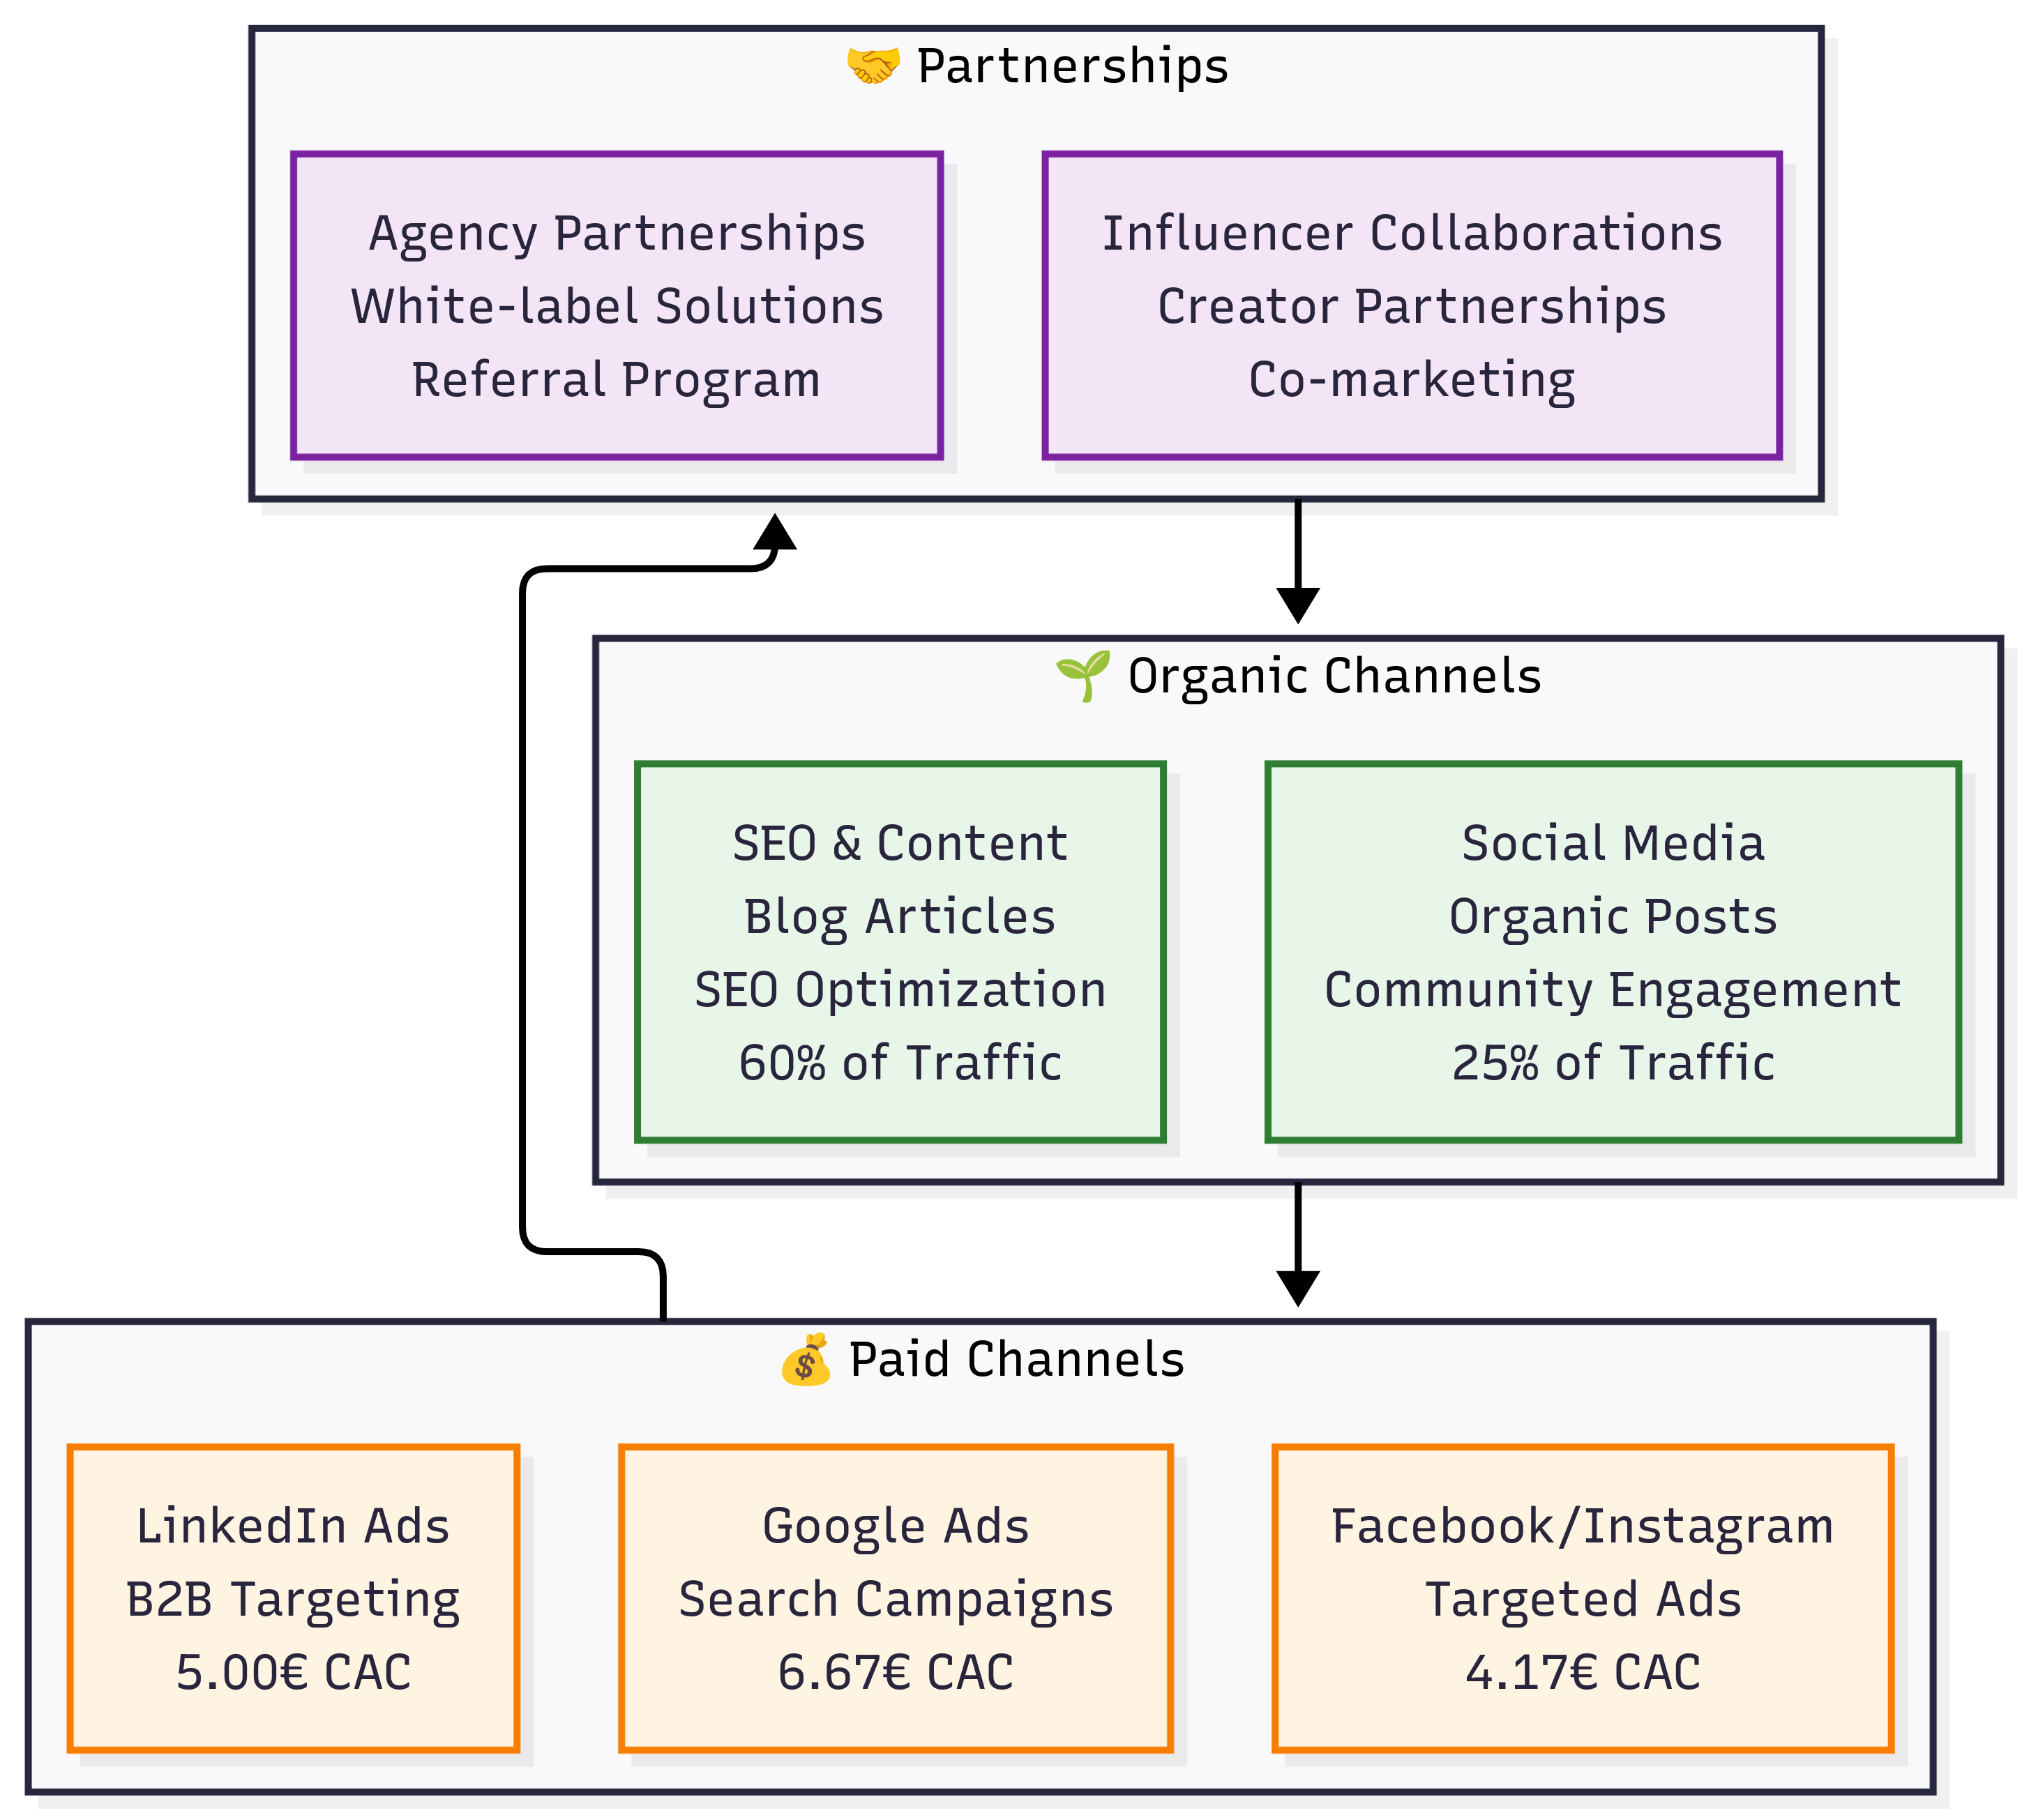 🤝 Partnerships
Agency Partnerships
White-label Solutions
Referral Program
Influencer Collaborations
Creator Partnerships
Co-marketing
🌱 Organic Channels
SEO & Content
Blog Articles
SEO Optimization
60% of Traffic
Social Media
Organic Posts
Community Engagement
25% of Traffic
💰 Paid Channels
LinkedIn Ads
B2B Targeting
5.00€ CAC
Google Ads
Search Campaigns
6.67€ CAC
Facebook/Instagram
Targeted Ads
4.17€ CAC